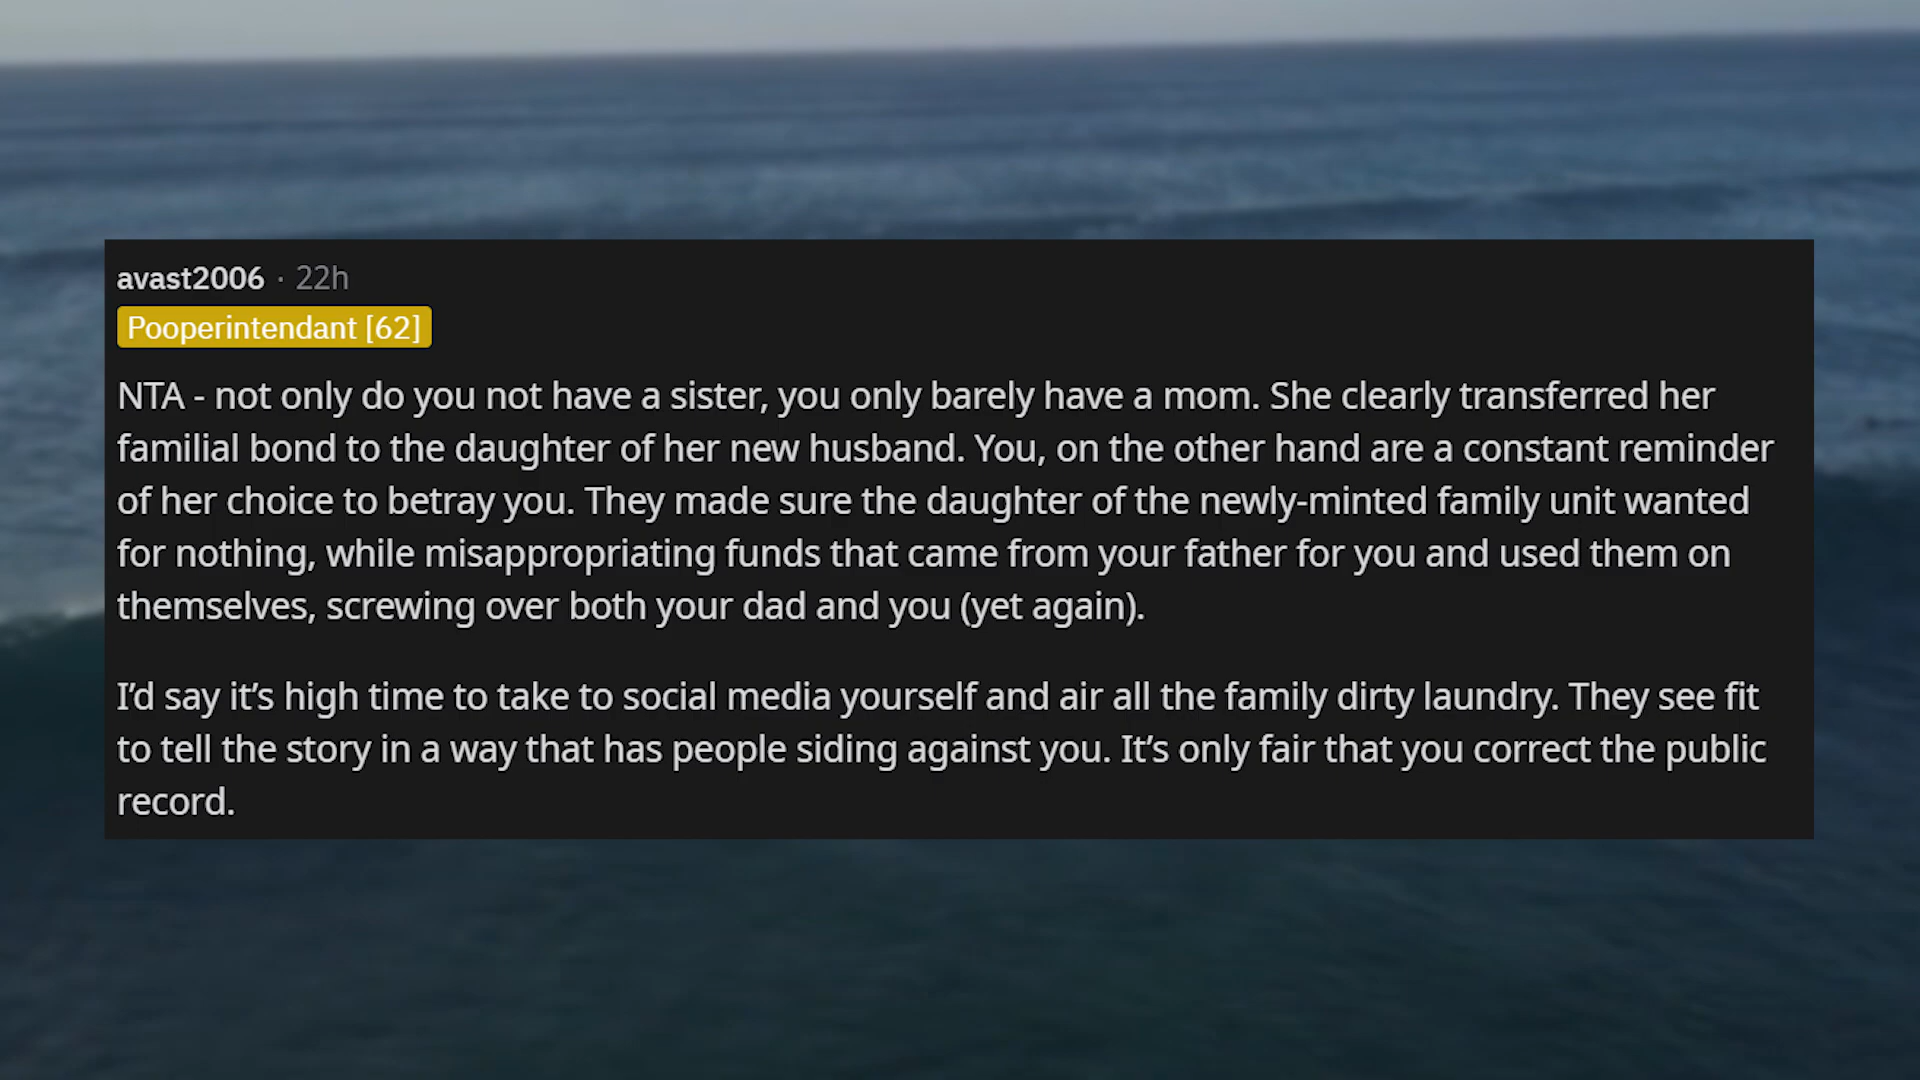 avast2006 · 22h
Pooperintendant [62]
NTA - not only do you not have a sister, you only barely have a mom. She clearly transferred her
familial bond to the daughter of her new husband. You, on the other hand are a constant reminder
of her choice to betray you. They made sure the daughter of the newly-minted family unit wanted
for nothing, while misappropriating funds that came from your father for you and used them on
themselves, screwing over both your dad and you (yet again).
I’d say it’s high time to take to social media yourself and air all the family dirty laundry. They see fit
to tell the story in a way that has people siding against you. It’s only fair that you correct the public
record.